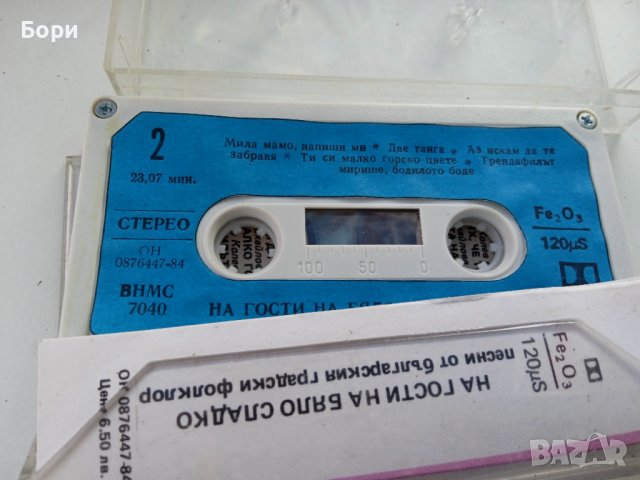 Бори
2
23,07 мин.
Мила мамо, напиши ми * Две танга * Аз искам да те
забравя * Ти си малко горско цвете * Грендафилът
мирише, бодилото боде
СТЕРЕО
ОН
0876447-84
ВНМС
7040
Fe2O3
120µS
100 50 0
НА ГОСТИ НА
НА ГОСТИ НА БЯЛО СЛАДКО
песни от българския градски фолклор
Fe2O3
120µS
ОН 0876447-84
Цена 6.50 лв.
BAZAR